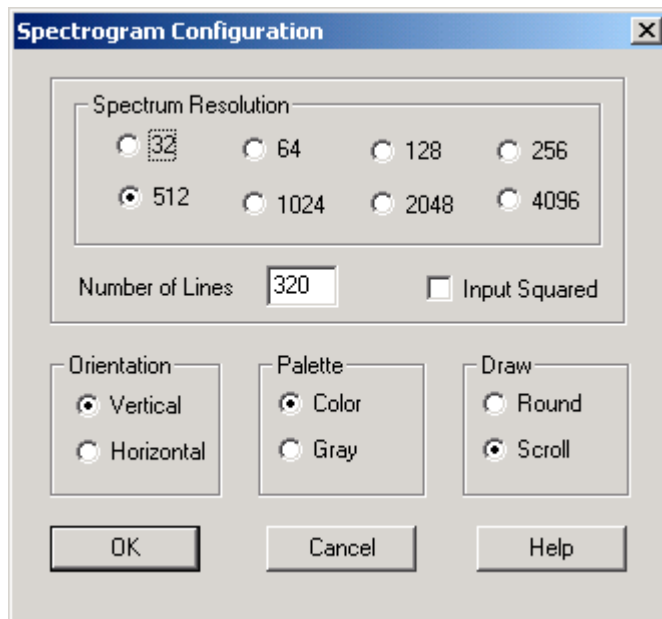 Spectrogram Configuration
Spectrum Resolution
32 64 128 256
512 1024 2048 4096
Number of Lines 320 Input Squared
Orientation Palette Draw
Vertical Color Round
Horizontal Gray Scroll
OK Cancel Help